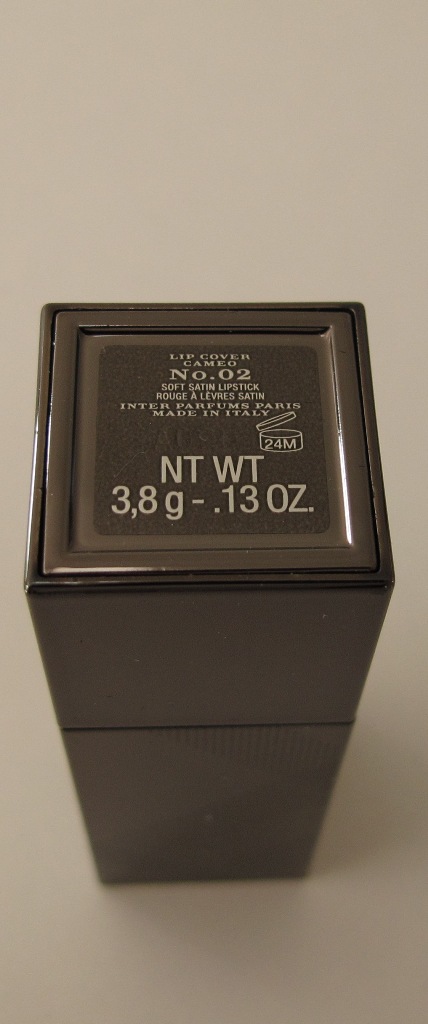 LIP COVER
CAMEO
No.02
SOFT SATIN LIPSTICK
ROUGE À LÈVRES SATIN
INTER PARFUMS PARIS
MADE IN ITALY
24M
NT WT
3,8 g - .13 OZ.